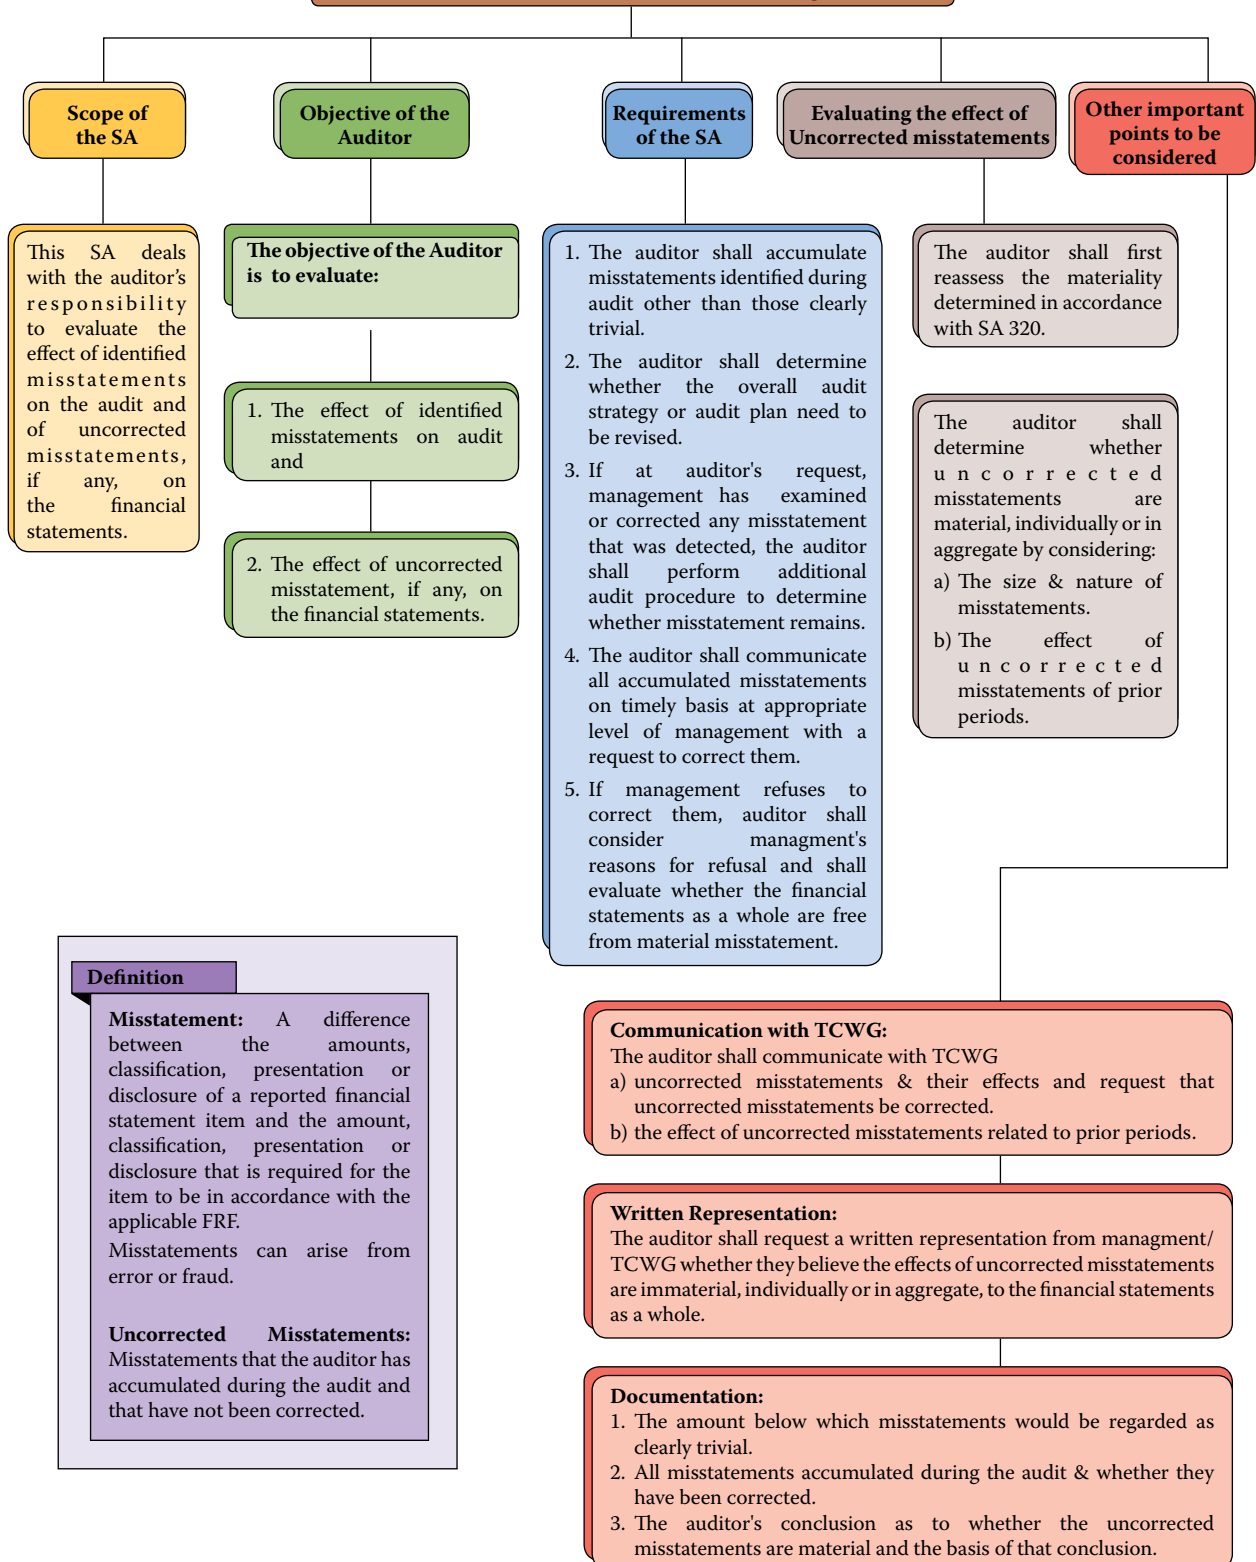 Scope of
the SA
This SA deals
with the auditor's
responsibility
to evaluate the
effect of identified
misstatements
on the audit and
of uncorrected
misstatements,
if any, on
the financial
statements.
Objective of the
Auditor
The objective of the Auditor
is to evaluate:
1. The effect of identified
misstatements on audit
and
2. The effect of uncorrected
misstatement, if any, on
the financial statements.
Requirements
of the SA
1. The auditor shall accumulate
misstatements identified during
audit other than those clearly
trivial.
2. The auditor shall determine
whether the overall audit
strategy or audit plan need to
be revised.
3. If at auditor's request,
management has examined
or corrected any misstatement
that was detected, the auditor
shall perform additional
audit procedure to determine
whether misstatement remains.
4. The auditor shall communicate
all accumulated misstatements
on timely basis at appropriate
level of management with a
request to correct them.
5. If management refuses to
correct them, auditor shall
consider managment's
reasons for refusal and shall
evaluate whether the financial
statements as a whole are free
from material misstatement.
Evaluating the effect of
Uncorrected misstatements
The auditor shall first
reassess the materiality
determined in accordance
with SA 320.
The auditor shall
determine whether
uncorrected
misstatements are
material, individually or in
aggregate by considering:
a) The size & nature of
misstatements.
b) The effect of
uncorrected
misstatements of prior
periods.
Other important
points to be
considered
Communication with TCWG:
The auditor shall communicate with TCWG
a) uncorrected misstatements & their effects and request that
uncorrected misstatements be corrected.
b) the effect of uncorrected misstatements related to prior periods.
Written Representation:
The auditor shall request a written representation from managment/
TCWG whether they believe the effects of uncorrected misstatements
are immaterial, individually or in aggregate, to the financial statements
as a whole.
Documentation:
1. The amount below which misstatements would be regarded as
clearly trivial.
2. All misstatements accumulated during the audit & whether they
have been corrected.
3. The auditor's conclusion as to whether the uncorrected
misstatements are material and the basis of that conclusion.
Definition
Misstatement: A difference
between the amounts,
classification, presentation or
disclosure of a reported financial
statement item and the amount,
classification, presentation or
disclosure that is required for the
item to be in accordance with the
applicable FRF.
Misstatements can arise from
error or fraud.
Uncorrected Misstatements:
Misstatements that the auditor has
accumulated during the audit and
that have not been corrected.